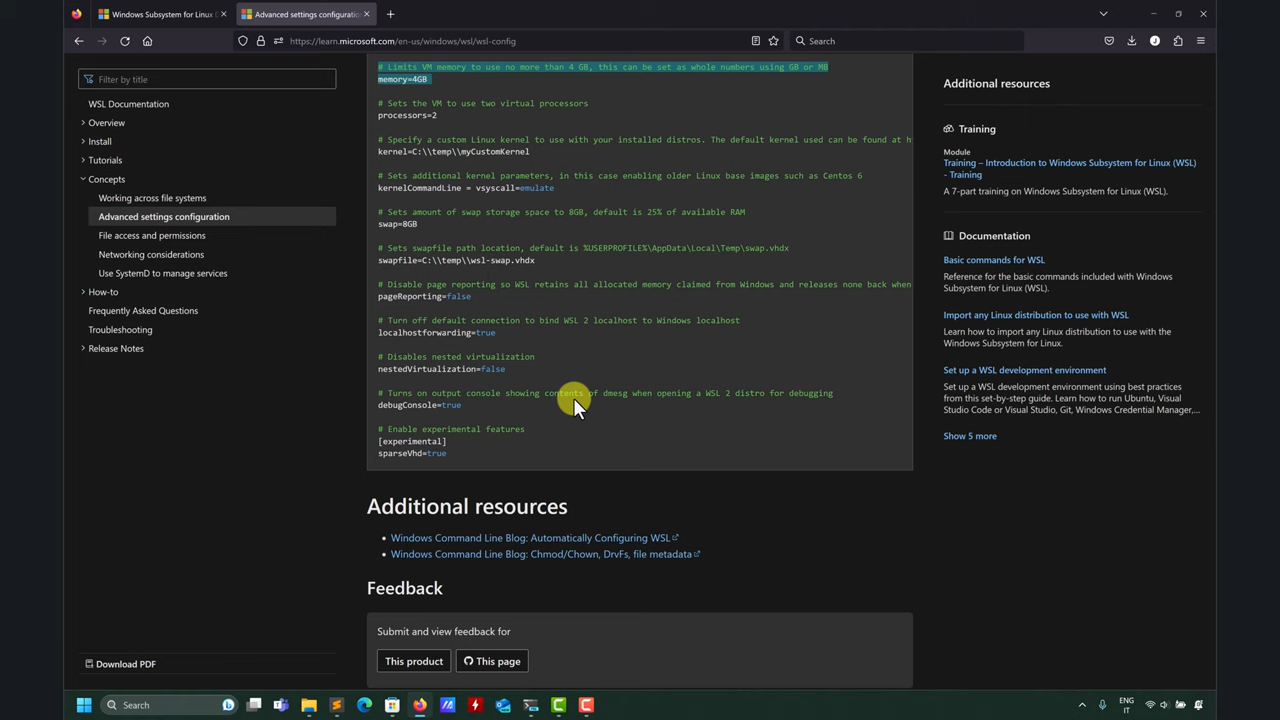 Windows Subsystem for Linux D
Advanced settings configuratio
https://learn.microsoft.com/en-us/windows/wsl/wsl-config
Search
Filter by title
WSL Documentation
Overview
Install
Tutorials
Concepts
Working across file systems
Advanced settings configuration
File access and permissions
Networking considerations
Use SystemD to manage services
How-to
Frequently Asked Questions
Troubleshooting
Release Notes
Download PDF
# Limits VM memory to use no more than 4 GB, this can be set as whole numbers using GB or MB
memory=4GB
# Sets the VM to use two virtual processors
processors=2
# Specify a custom Linux kernel to use with your installed distros. The default kernel used can be found at h
kernel=C:\\temp\\myCustomKernel
# Sets additional kernel parameters, in this case enabling older Linux base images such as Centos 6
kernelCommandLine = vsyscall=emulate
# Sets amount of swap storage space to 8GB, default is 25% of available RAM
swap=8GB
# Sets swapfile path location, default is %USERPROFILE%\AppData\Local\Temp\swap.vhdx
swapfile=C:\\temp\\wsl-swap.vhdx
# Disable page reporting so WSL retains all allocated memory claimed from Windows and releases none back when
pageReporting=false
# Turn off default connection to bind WSL 2 localhost to Windows localhost
localhostforwarding=true
# Disables nested virtualization
nestedVirtualization=false
# Turns on output console showing contents of dmesg when opening a WSL 2 distro for debugging
debugConsole=true
# Enable experimental features
[experimental]
sparseVhd=true
Additional resources
Windows Command Line Blog: Automatically Configuring WSL
Windows Command Line Blog: Chmod/Chown, DrvFs, file metadata
Feedback
Submit and view feedback for
This product
This page
Additional resources
Training
Module
Training – Introduction to Windows Subsystem for Linux (WSL)
- Training
A 7-part training on Windows Subsystem for Linux (WSL).
Documentation
Basic commands for WSL
Reference for the basic commands included with Windows
Subsystem for Linux (WSL).
Import any Linux distribution to use with WSL
Learn how to import any Linux distribution to use with the
Windows Subsystem for Linux.
Set up a WSL development environment
Set up a WSL development environment using best practices
from this set-by-step guide. Learn how to run Ubuntu, Visual
Studio Code or Visual Studio, Git, Windows Credential Manager,...
Show 5 more
Search
ENG
IT